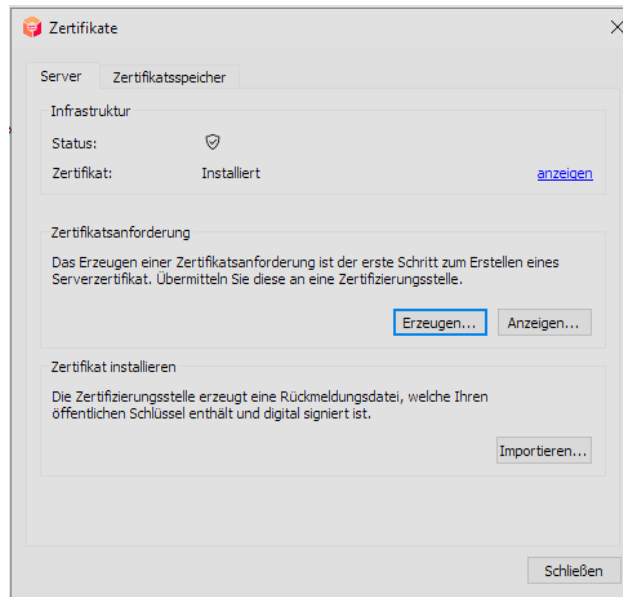 Zertifikate
Server Zertifikatsspeicher
Infrastruktur
Status:
Zertifikat: Installiert anzeigen
Zertifikatsanforderung
Das Erzeugen einer Zertifikatsanforderung ist der erste Schritt zum Erstellen eines
Serverzertifikat. Übermitteln Sie diese an eine Zertifizierungsstelle.
Erzeugen... Anzeigen...
Zertifikat installieren
Die Zertifizierungsstelle erzeugt eine Rückmeldungsdatei, welche Ihren
öffentlichen Schlüssel enthält und digital signiert ist.
Importieren...
Schließen